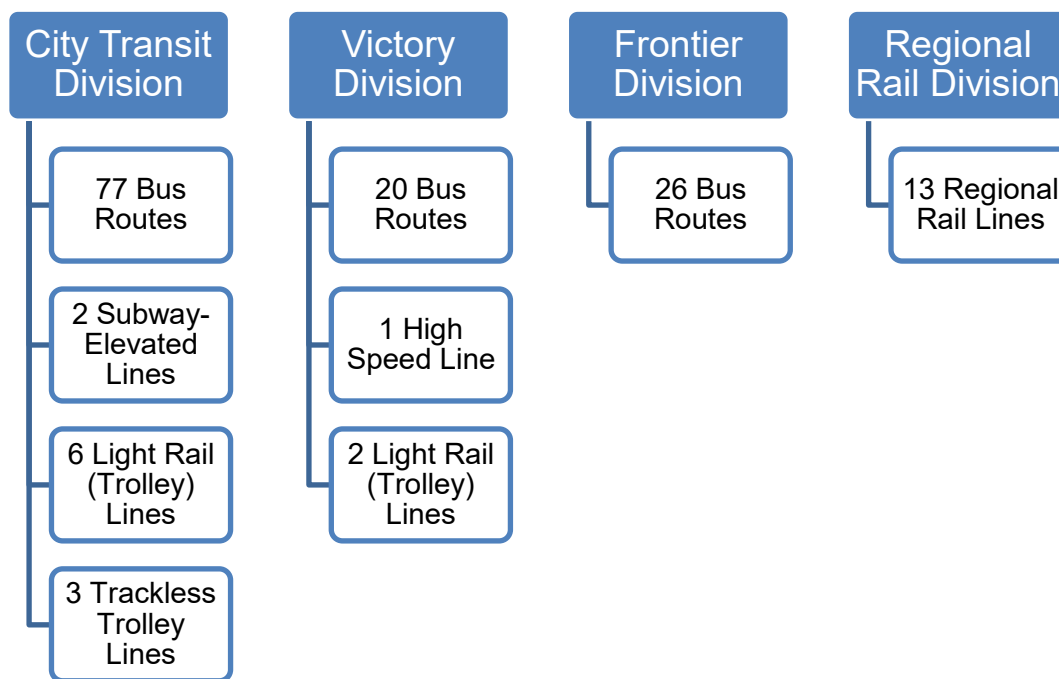 City Transit
Division
77 Bus
Routes
2 Subway-
Elevated
Lines
6 Light Rail
(Trolley)
Lines
3 Trackless
Trolley
Lines
Victory
Division
20 Bus
Routes
1 High
Speed Line
2 Light Rail
(Trolley)
Lines
Frontier
Division
26 Bus
Routes
Regional
Rail Division
13 Regional
Rail Lines